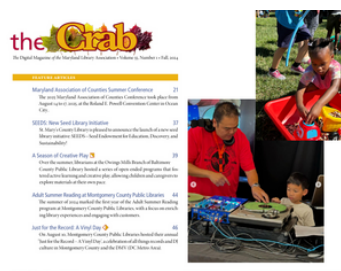 the Crab
The Digital Magazine of the Maryland Library Association • Volume 55, Number 1 • Fall, 2024
FEATURE ARTICLES
Maryland Association of Counties Summer Conference 21
The 2024 Maryland Association of Counties Conference took place from
August 14 to 17, 2024, at the Roland E. Powell Convention Center in Ocean
City.
SEEDS: New Seed Library Initiative 37
St. Mary's County Library is pleased to announce the launch of a new seed
library initiative: SEEDS – Seed Endowment for Education, Discovery, and
Sustainability!
A Season of Creative Play 39
Over the summer, libraries at the Owings Mills Branch of Baltimore
County Public Library hosted a series of open ended programs that fo-
cused active learning and creative play, allowing children and caregivers to
explore materials at their own pace.
Adult Summer Reading at Montgomery County Public Libraries 44
The summer of 2024 marked the first year of the Adult Summer Reading
program at Montgomery County Public Libraries, with a focus on enrich-
ing library experiences and engaging with customers.
Just for the Record: A Vinyl Day 46
On August 10, Montgomery County Public Libraries hosted their annual
'Just for the Record – A Vinyl Day', a celebration of all things records and DJ
culture in Montgomery County and the DMV (DC Metro Area).